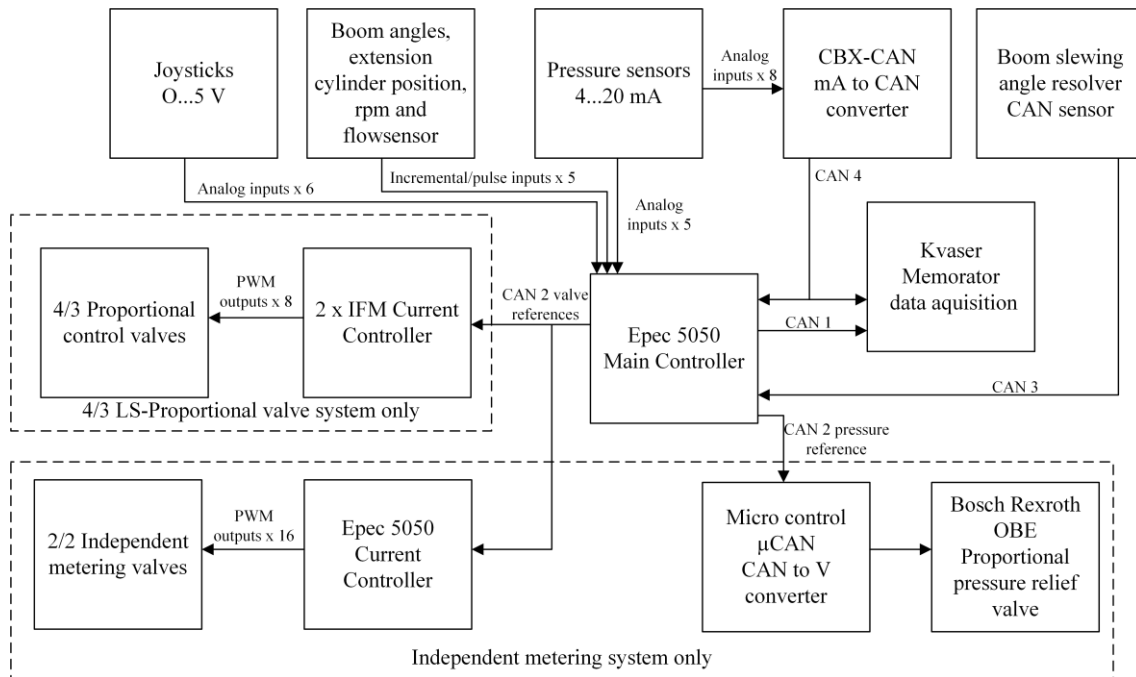 Joysticks
O...5 V
Boom angles,
extension
cylinder position,
rpm and
flowsensor
Pressure sensors
4...20 mA
Analog
inputs x 8
CBX-CAN
mA to CAN
converter
Boom slewing
angle resolver
CAN sensor
Analog inputs x 6
Incremental/pulse inputs x 5
Analog
inputs x 5
CAN 4
4/3 Proportional
control valves
PWM
outputs x 8
2 x IFM Current
Controller
CAN 2 valve
references
Epec 5050
Main Controller
CAN 1
Kvaser
Memorator
data aquisition
CAN 3
4/3 LS-Proportional valve system only
CAN 2 pressure
reference
2/2 Independent
metering valves
PWM
outputs x 16
Epec 5050
Current
Controller
Micro control
µCAN
CAN to V
converter
Bosch Rexroth
OBE
Proportional
pressure relief
valve
Independent metering system only